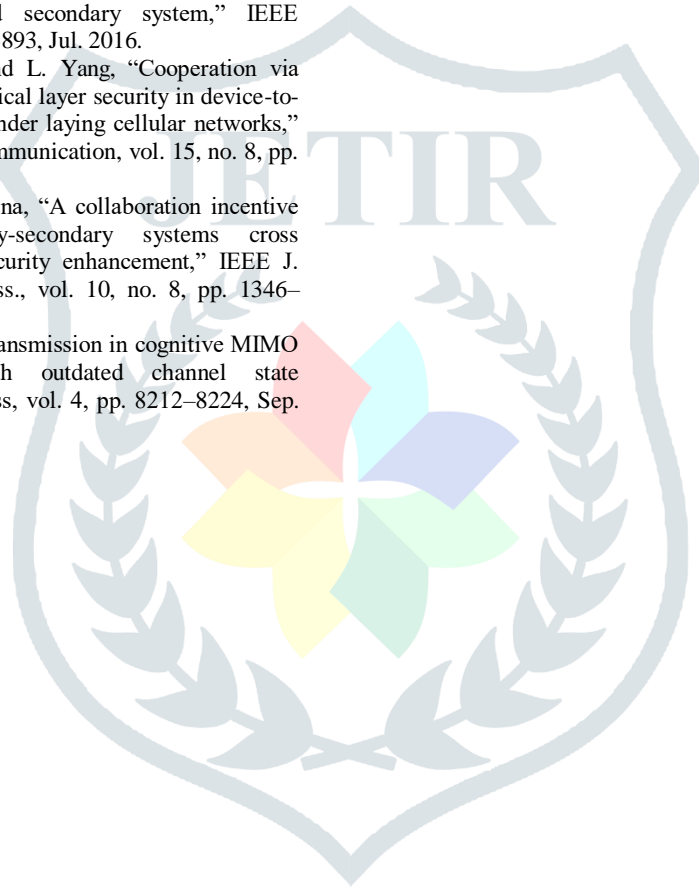 d secondary system,” IEEE
893, Jul. 2016.
nd L. Yang, “Cooperation via
ical layer security in device-to-
nder laying cellular networks,”
mmunication, vol. 15, no. 8, pp.
JETIR
na, “A collaboration incentive
y-secondary systems cross
curity enhancement,” IEEE J.
ss., vol. 10, no. 8, pp. 1346–
ansmission in cognitive MIMO
h outdated channel state
ss, vol. 4, pp. 8212–8224, Sep.